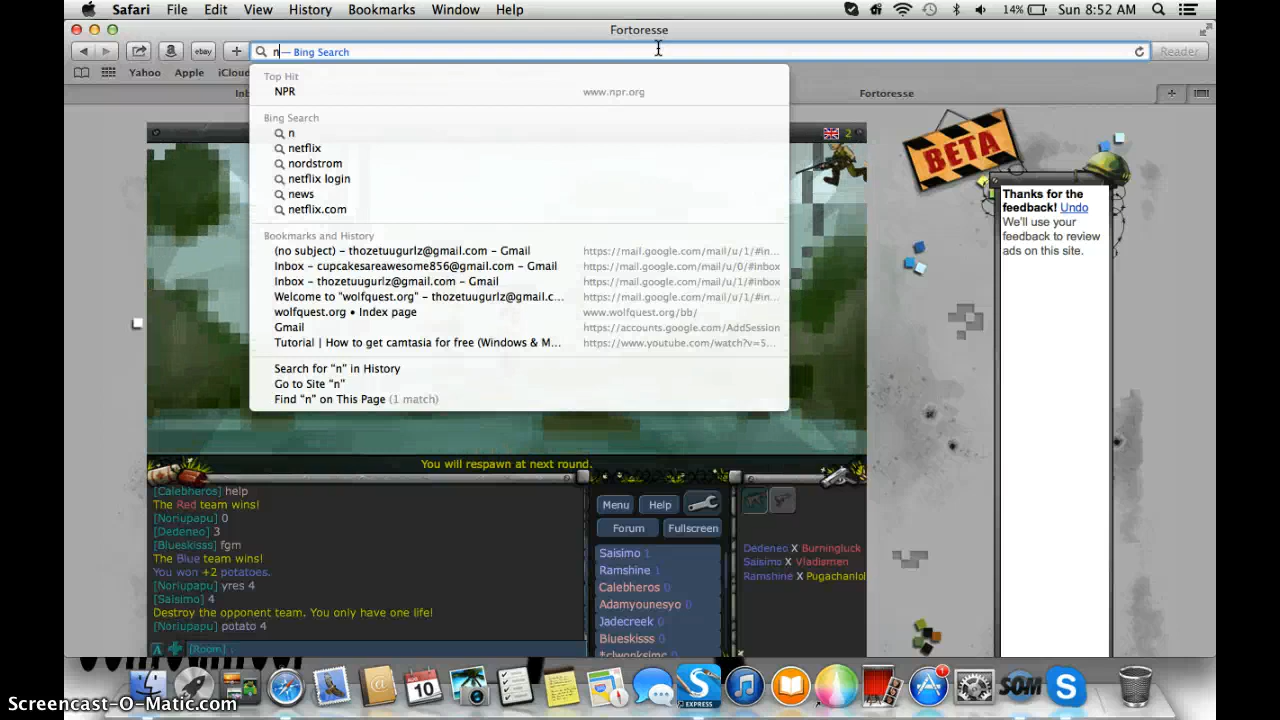 Safari File Edit View History Bookmarks Window Help 14% Sun 8:52 AM
Fortoresse
ebay n — Bing Search Reader
Yahoo Apple iCloud
Inb Fortoresse
Top Hit
NPR www.npr.org
Bing Search
n
netflix
nordstrom
netflix login
news
netflix.com
Bookmarks and History
(no subject) – thozetuugurlz@gmail.com – Gmail https://mail.google.com/mail/u/1/#in...
Inbox – cupcakesareawesome856@gmail.com – Gmail https://mail.google.com/mail/u/0/#inbox
Inbox – thozetuugurlz@gmail.com – Gmail https://mail.google.com/mail/u/1/#inbox
Welcome to "wolfquest.org" – thozetuugurlz@gmail.c... https://mail.google.com/mail/u/1/#in...
wolfquest.org • Index page www.wolfquest.org/bb/
Gmail https://accounts.google.com/AddSession
Tutorial | How to get camtasia for free (Windows & M... https://www.youtube.com/watch?v=5...
Search for "n" in History
Go to Site "n"
Find "n" on This Page (1 match)
2
BETA
Thanks for the
feedback! Undo
We'll use your
feedback to review
ads on this site.
You will respawn at next round.
[Calebheros] help
The Red team wins!
[Noriupapu] 0
[Dedeneo] 3
[Blueskisss] fgm
The Blue team wins!
You won +2 potatoes.
[Noriupapu] yres 4
[Saisimo] 4
Destroy the opponent team. You only have one life!
[Noriupapu] potato 4
A [Room]
Menu Help
Forum Fullscreen
Saisimo 1
Ramshine 1
Calebheros 0
Adamyounesyo 0
Jadecreek 0
Blueskisss 0
Dedeneo X Burningluck
Saisimo X Vladismen
Ramshine X Pugachanlol
AUG
10
S
EXPRESS
1
SOM
S
Screencast-O-Matic.com